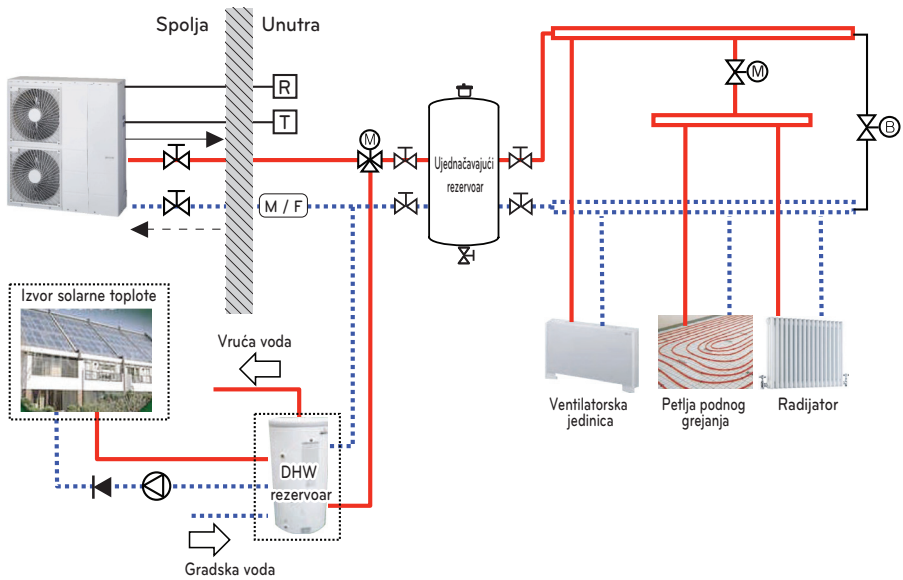 Spolja
Unutra
R
T
M
M
B
M / F
Ujednačavajući
rezervoar
Izvor solarne toplote
Vruća voda
DHW
rezervoar
Gradska voda
Ventilatorska
jedinica
Petlja podnog
grejanja
Radijator